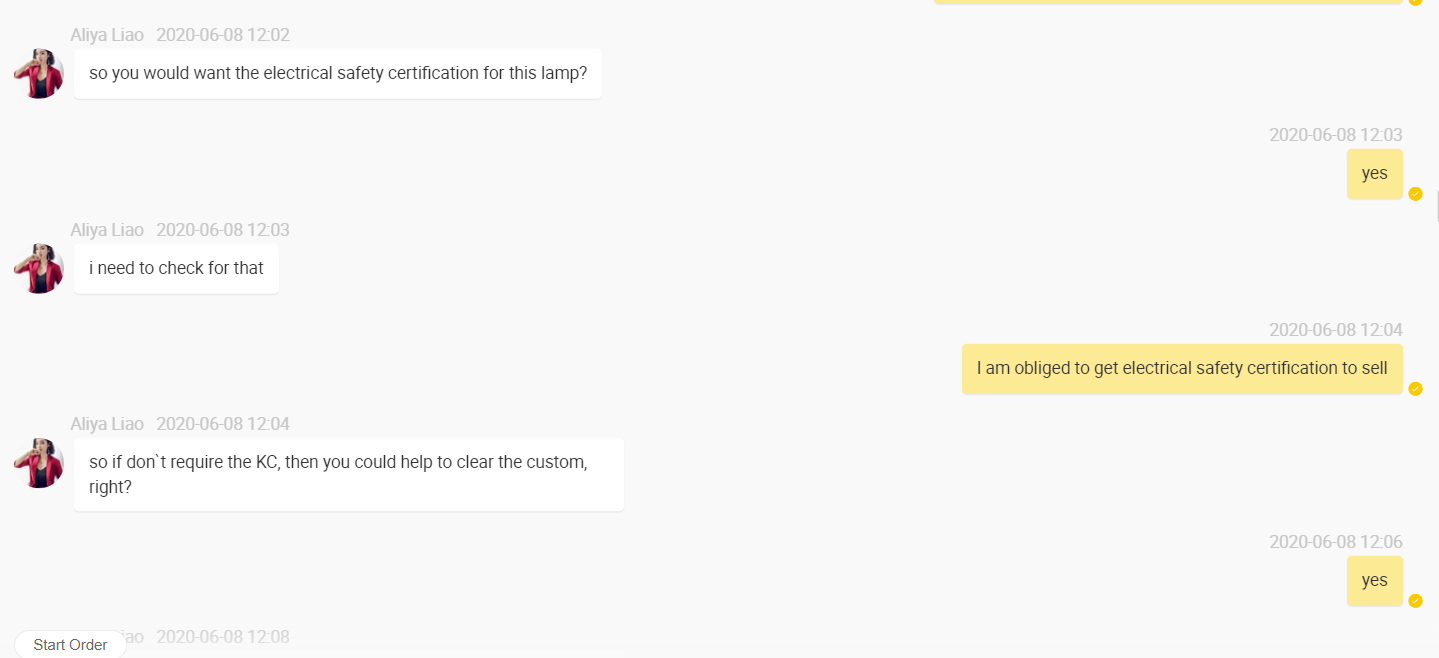 Aliya Liao 2020-06-08 12:02
so you would want the electrical safety certification for this lamp?
2020-06-08 12:03
yes
Aliya Liao 2020-06-08 12:03
i need to check for that
2020-06-08 12:04
I am obliged to get electrical safety certification to sell
Aliya Liao 2020-06-08 12:04
so if don`t require the KC, then you could help to clear the custom,
right?
2020-06-08 12:06
yes
iao 2020-06-08 12:08
Start Order